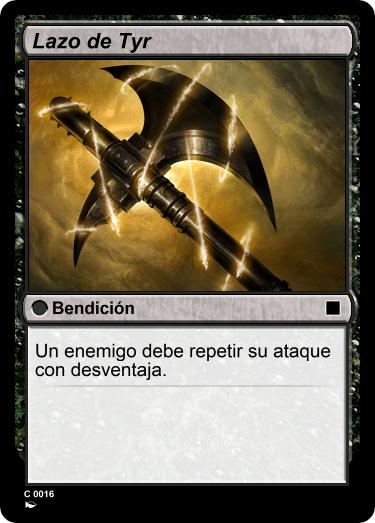 Lazo de Tyr
Bendición
Un enemigo debe repetir su ataque
con desventaja.
C 0016